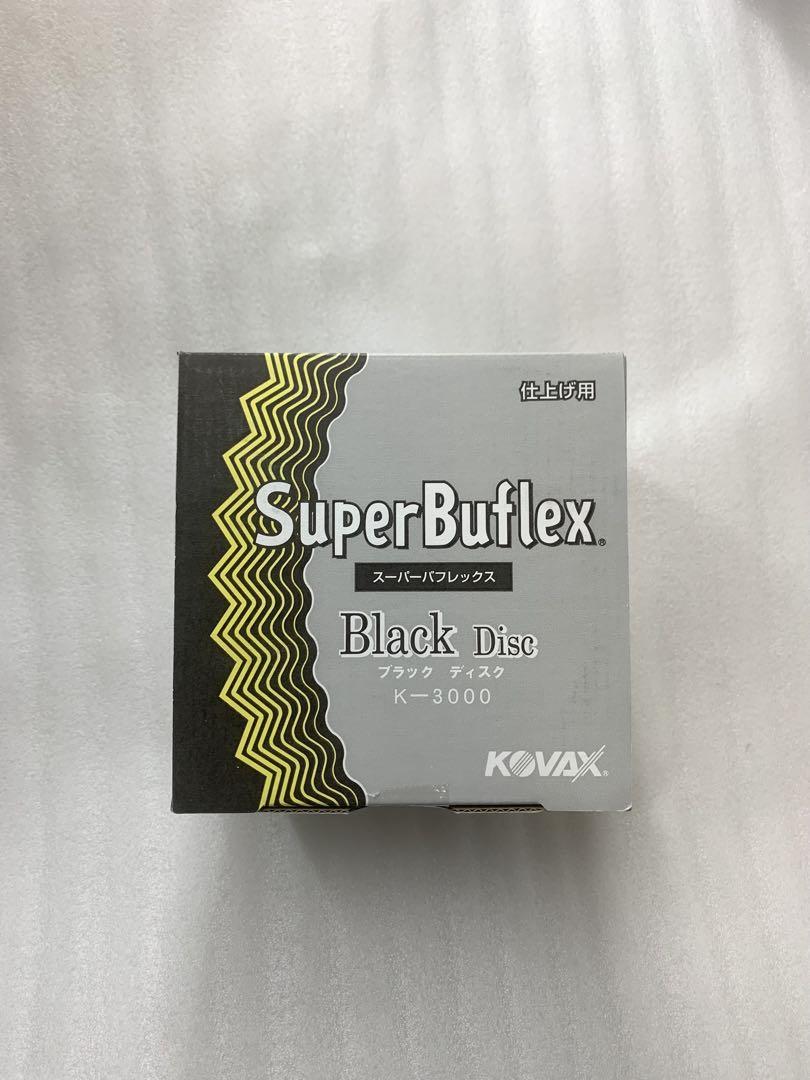 仕上げ用
SuperBuflex®
スーパーバフレックス
Black Disc
ブラック ディスク
K－3000
KOVAX®